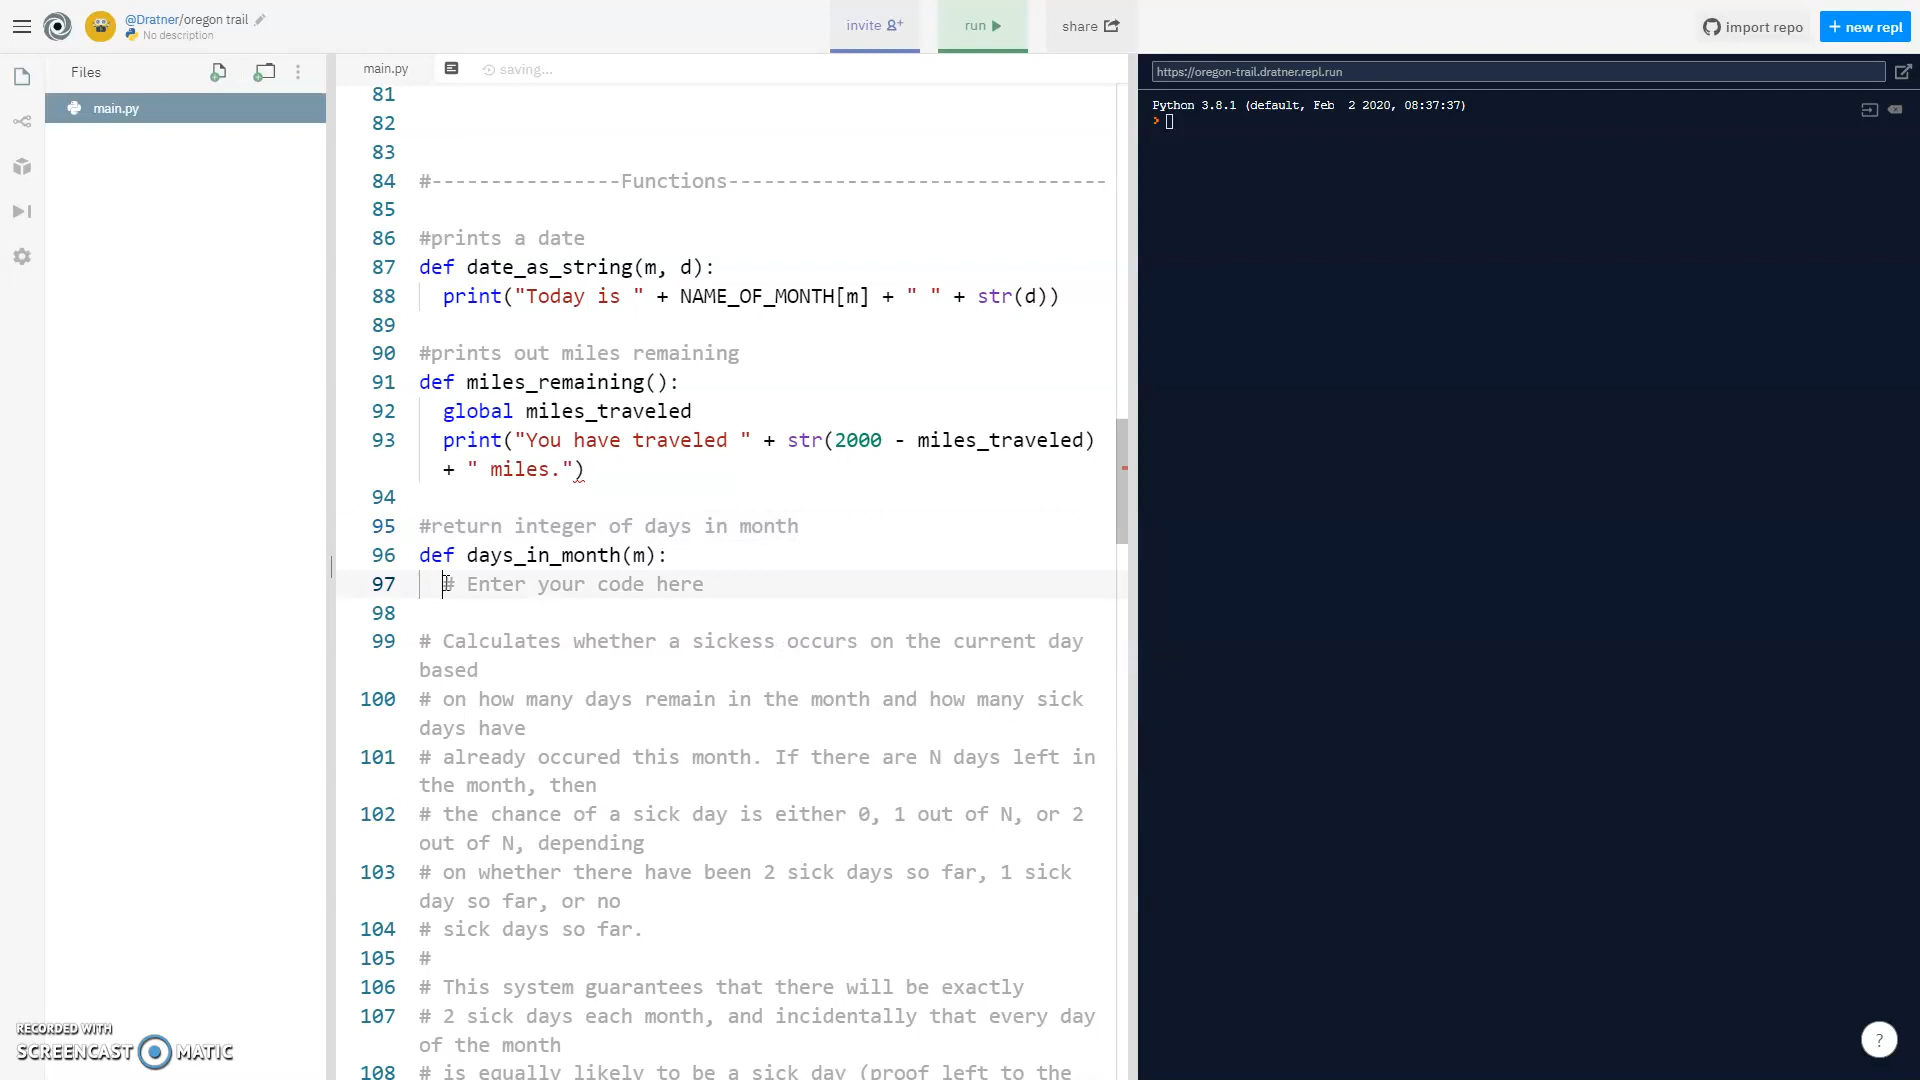 @Dratner/oregon trail
No description
invite
run
share
import repo
+ new repl
Files
main.py
main.py
saving...
https://oregon-trail.dratner.repl.run
Python 3.8.1 (default, Feb  2 2020, 08:37:37)
>
81
82
83
84 #----------------Functions--------------------------------
85
86 #prints a date
87 def date_as_string(m, d):
88 print("Today is " + NAME_OF_MONTH[m] + " " + str(d))
89
90 #prints out miles remaining
91 def miles_remaining():
92 global miles_traveled
93 print("You have traveled " + str(2000 - miles_traveled)
+ " miles.")
94
95 #return integer of days in month
96 def days_in_month(m):
97 # Enter your code here
98
99 # Calculates whether a sickess occurs on the current day
based
100 # on how many days remain in the month and how many sick
days have
101 # already occured this month. If there are N days left in
the month, then
102 # the chance of a sick day is either 0, 1 out of N, or 2
out of N, depending
103 # on whether there have been 2 sick days so far, 1 sick
day so far, or no
104 # sick days so far.
105 #
106 # This system guarantees that there will be exactly
107 # 2 sick days each month, and incidentally that every day
of the month
108 # is equally likely to be a sick day (proof left to the
RECORDED WITH
SCREENCAST MATIC
?